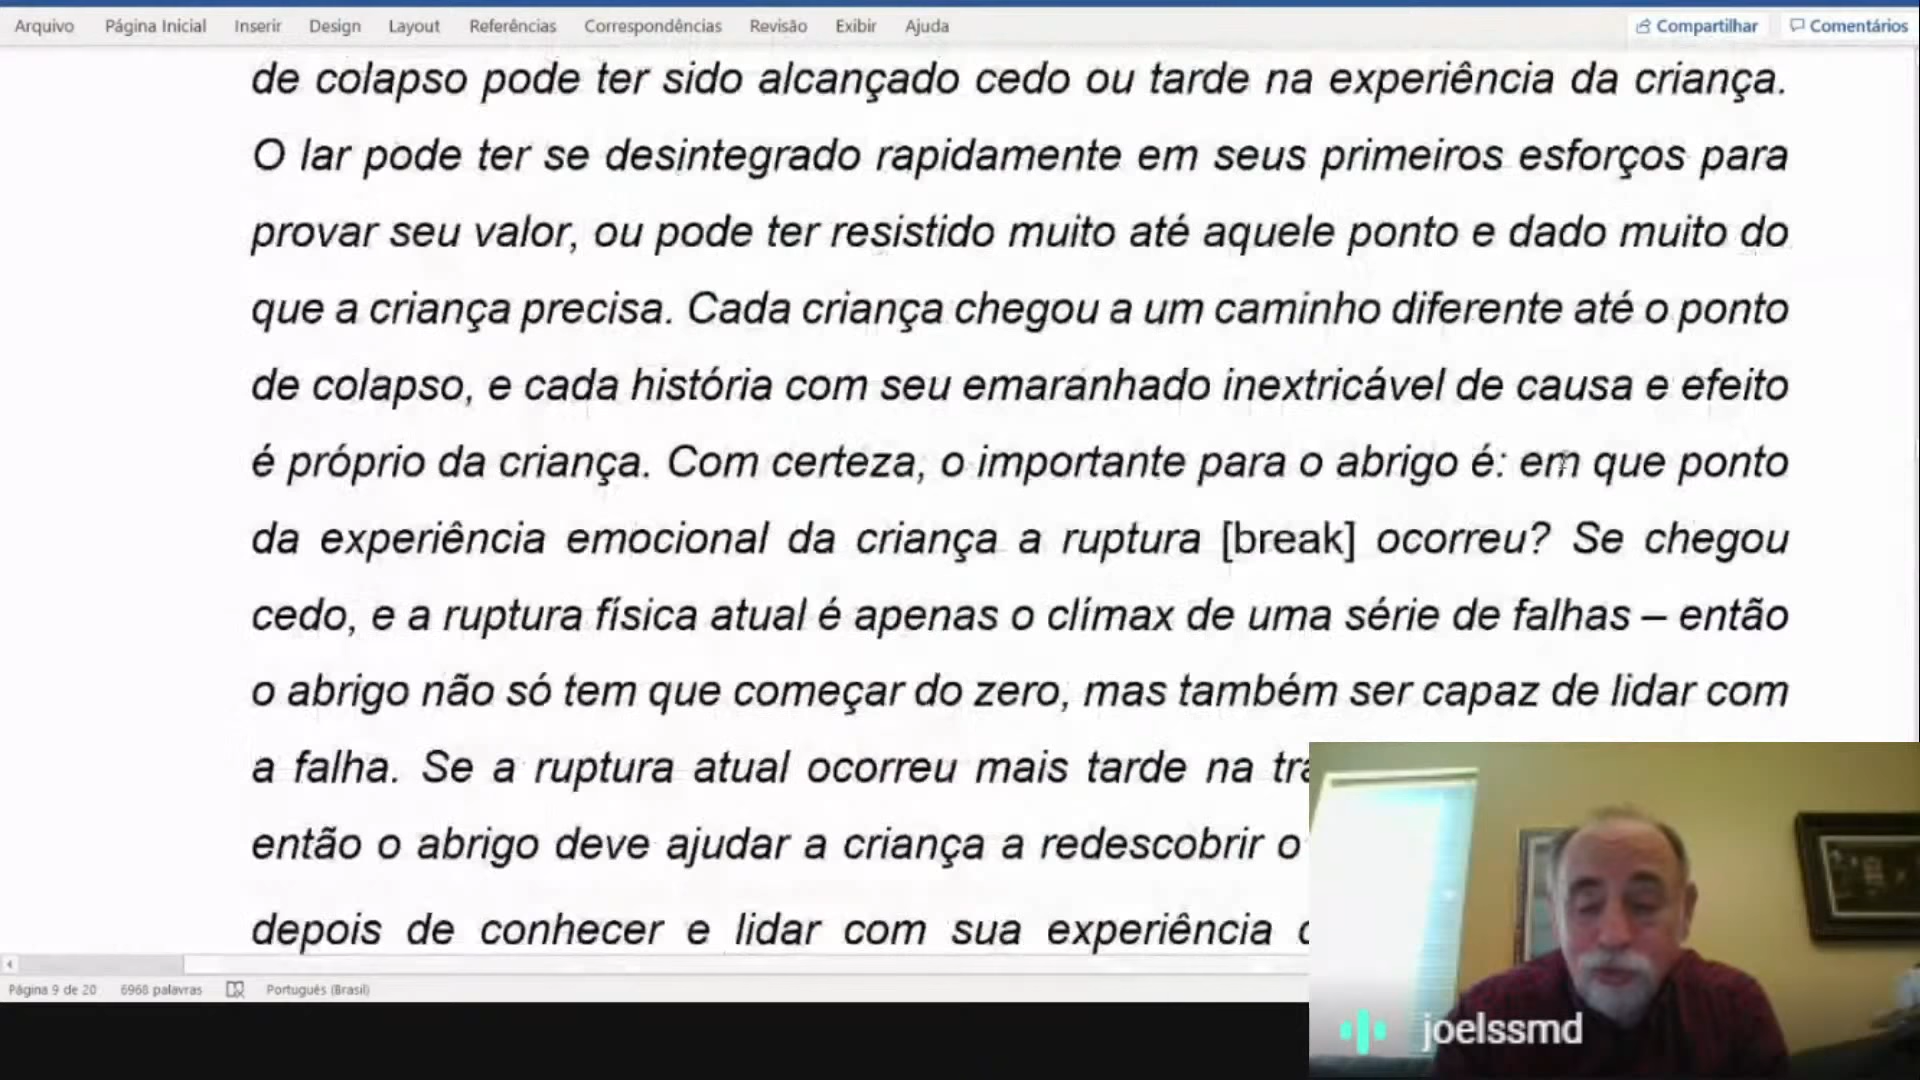 Arquivo Página Inicial Inserir Design Layout Referências Correspondências Revisão Exibir Ajuda Compartilhar Comentários
de colapso pode ter sido alcançado cedo ou tarde na experiência da criança.
O lar pode ter se desintegrado rapidamente em seus primeiros esforços para
provar seu valor, ou pode ter resistido muito até aquele ponto e dado muito do
que a criança precisa. Cada criança chegou a um caminho diferente até o ponto
de colapso, e cada história com seu emaranhado inextricável de causa e efeito
é próprio da criança. Com certeza, o importante para o abrigo é: em que ponto
da experiência emocional da criança a ruptura [break] ocorreu? Se chegou
cedo, e a ruptura física atual é apenas o clímax de uma série de falhas – então
o abrigo não só tem que começar do zero, mas também ser capaz de lidar com
a falha. Se a ruptura atual ocorreu mais tarde na
então o abrigo deve ajudar a criança a redescobrir o
depois de conhecer e lidar com sua experiência
Página 9 de 20 6968 palavras Português (Brasil)
joelssmd